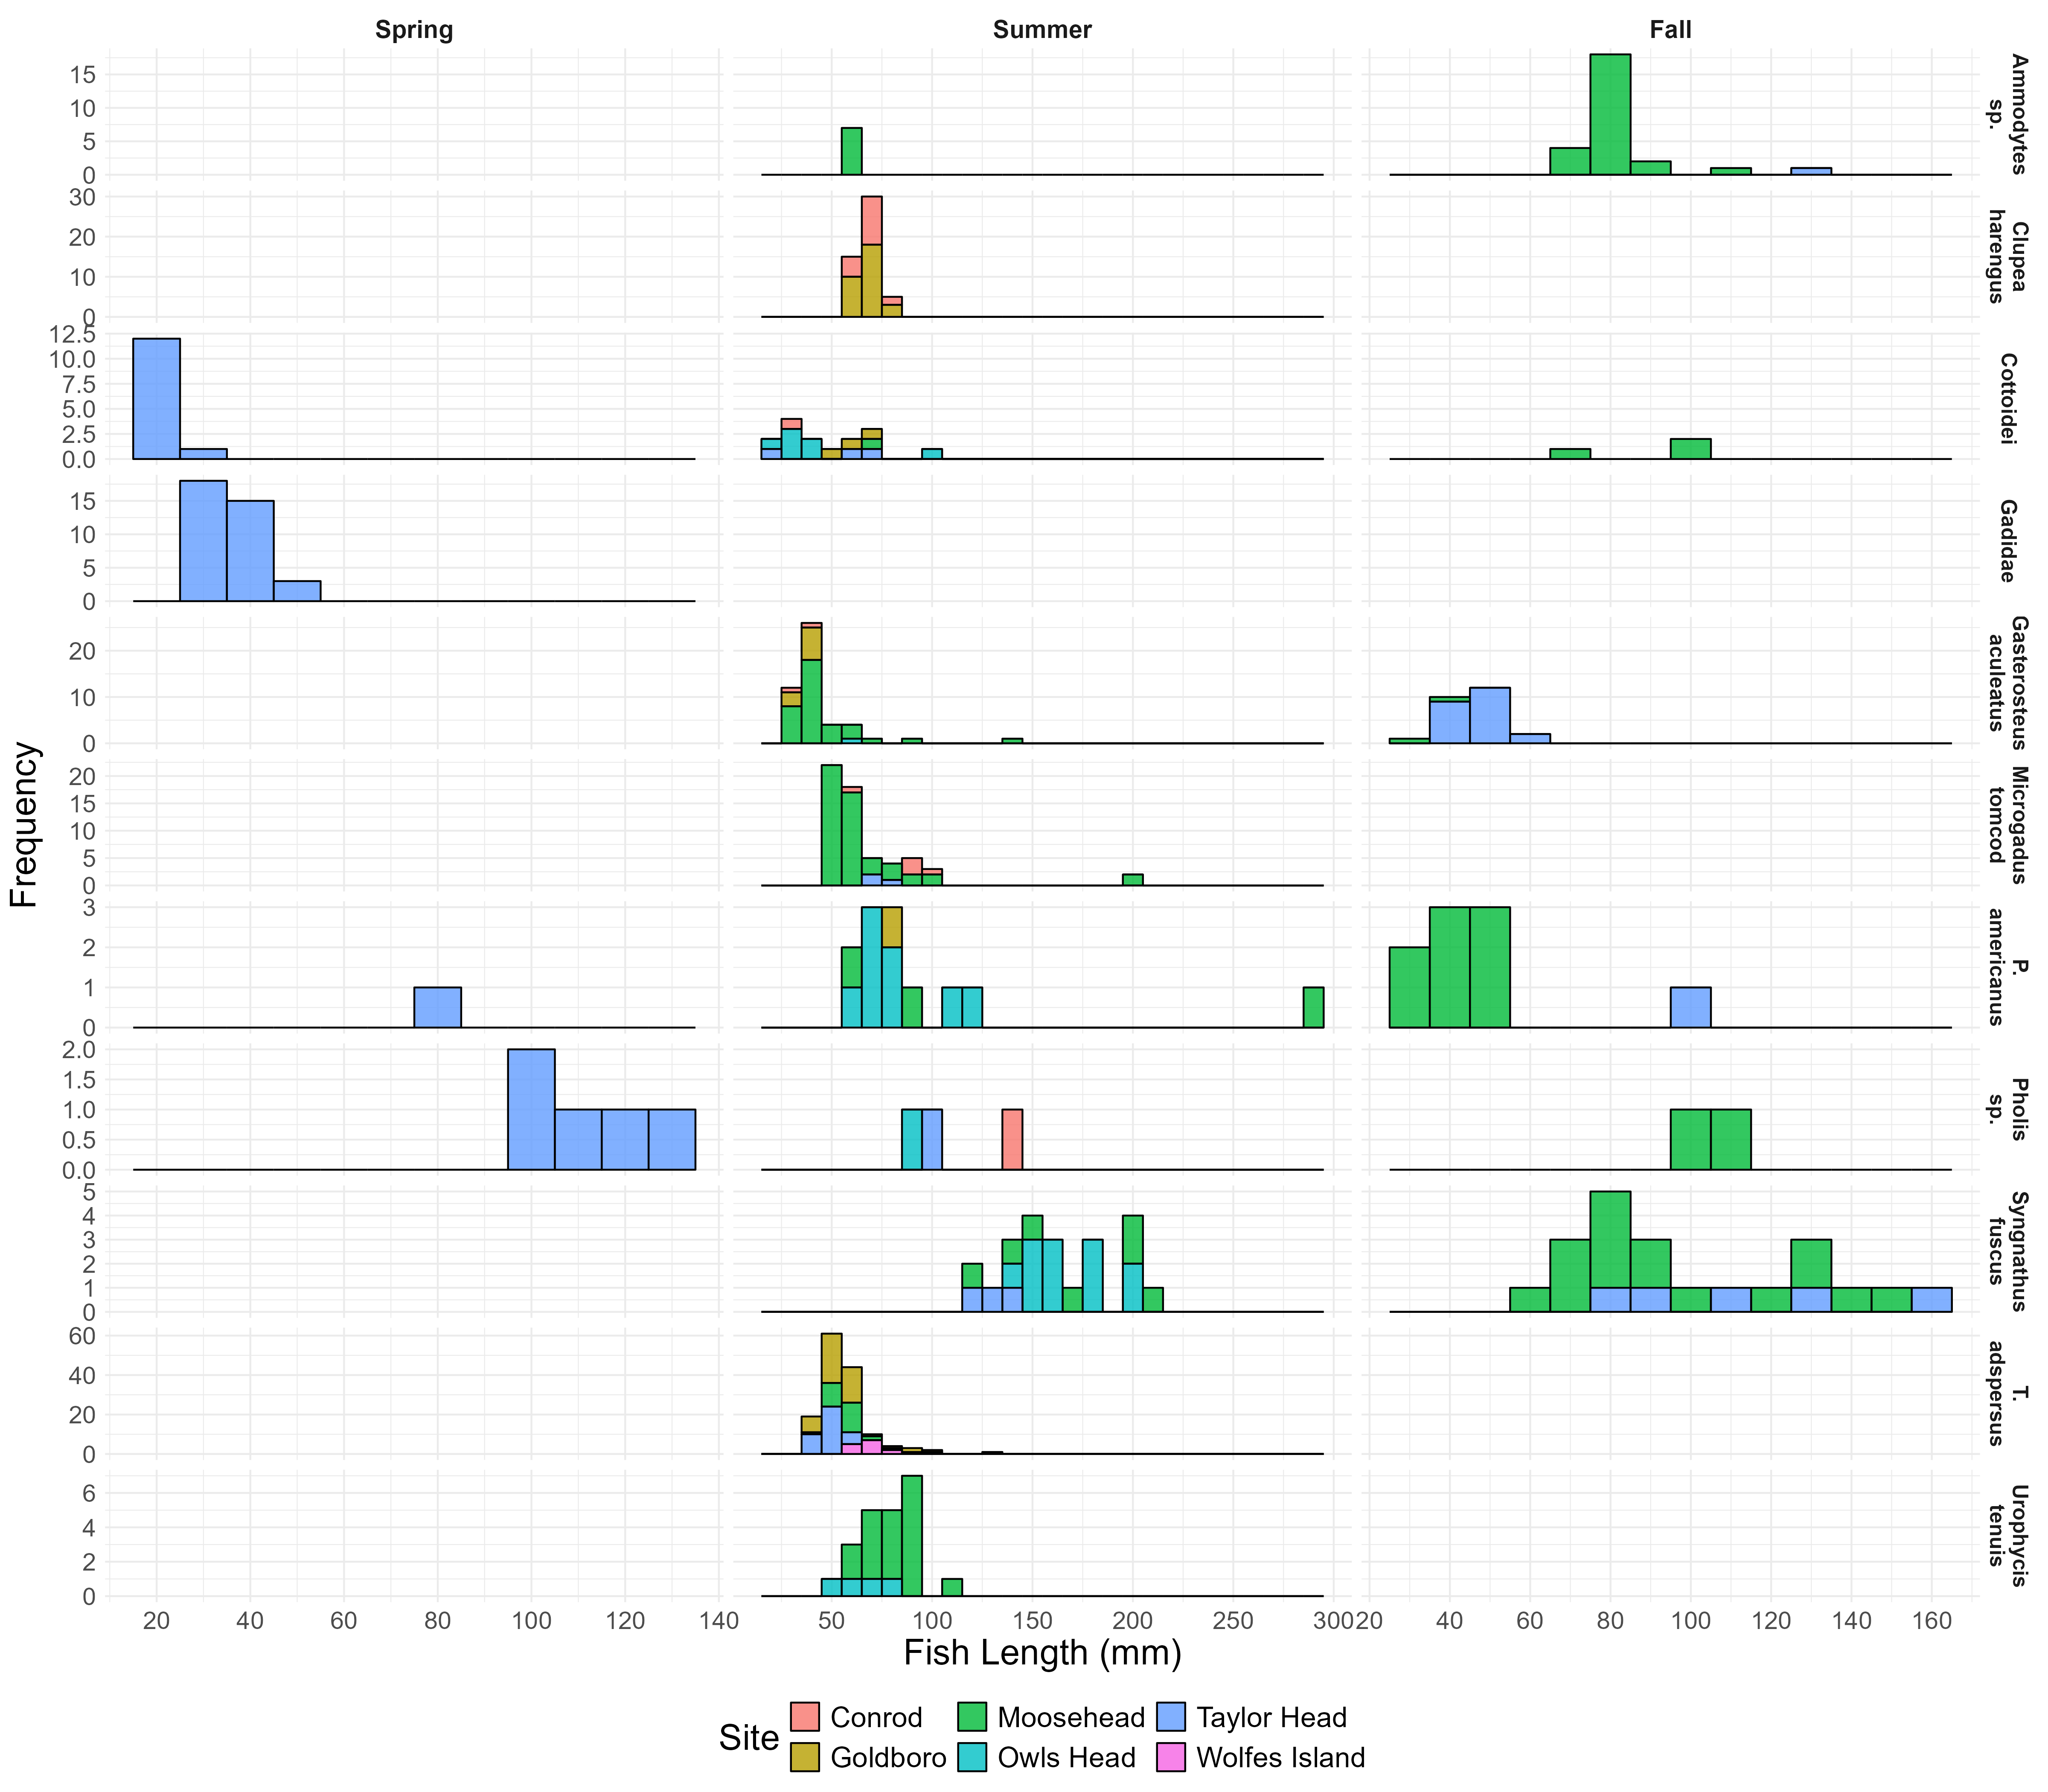 Spring Summer Fall
15
10
5
0
Ammodytes
sp.
30
20
10
0
Clupea
harengus
12.5
10.0
7.5
5.0
2.5
0.0
Cottoidei
15
10
5
0
Gadidae
20
10
0
Gasterosteus
aculeatus
20
15
10
5
0
Microgadus
tomcod
3
2
1
0
P.
americanus
2.0
1.5
1.0
0.5
0.0
Pholis
sp.
5
4
3
2
1
0
Syngnathus
fuscus
60
40
20
0
T.
adspersus
6
4
2
0
Urophycis
tenuis
Frequency
20 40 60 80 100 120 140 50 100 150 200 250 300 20 40 60 80 100 120 140 160
Fish Length (mm)
Site
Conrod Moosehead Taylor Head
Goldboro Owls Head Wolfes Island